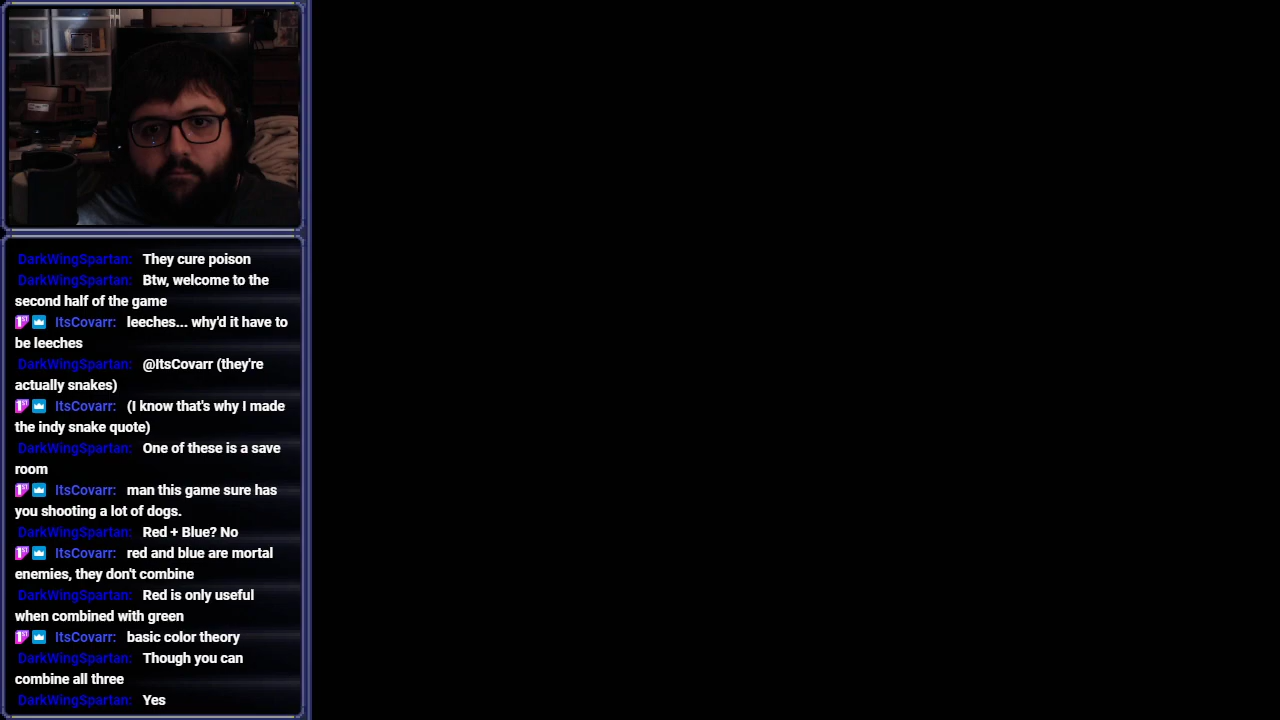 DarkWingSpartan: They cure poison
DarkWingSpartan: Btw, welcome to the
second half of the game
ItsCovarr: leeches... why'd it have to
be leeches
DarkWingSpartan: @ItsCovarr (they're
actually snakes)
ItsCovarr: (I know that's why I made
the indy snake quote)
DarkWingSpartan: One of these is a save
room
ItsCovarr: man this game sure has
you shooting a lot of dogs.
DarkWingSpartan: Red + Blue? No
ItsCovarr: red and blue are mortal
enemies, they don't combine
DarkWingSpartan: Red is only useful
when combined with green
ItsCovarr: basic color theory
DarkWingSpartan: Though you can
combine all three
DarkWingSpartan: Yes